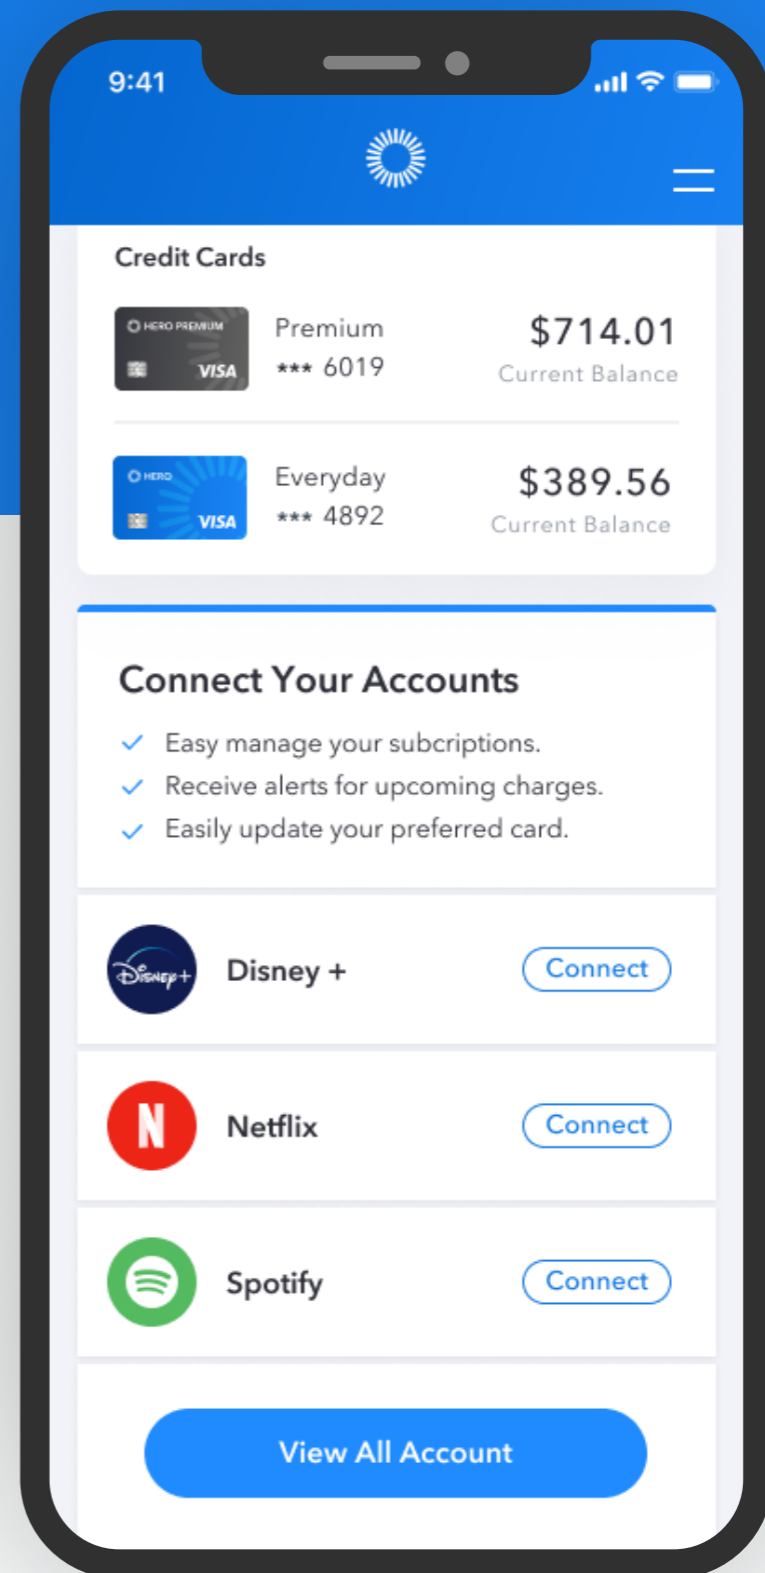 9:41
Credit Cards
HERO PREMIUM
VISA
Premium
*** 6019
$714.01
Current Balance
HERO
VISA
Everyday
*** 4892
$389.56
Current Balance
Connect Your Accounts
Easy manage your subcriptions.
Receive alerts for upcoming charges.
Easily update your preferred card.
Disney+
Disney +
Connect
N
Netflix
Connect
Spotify
Connect
View All Account